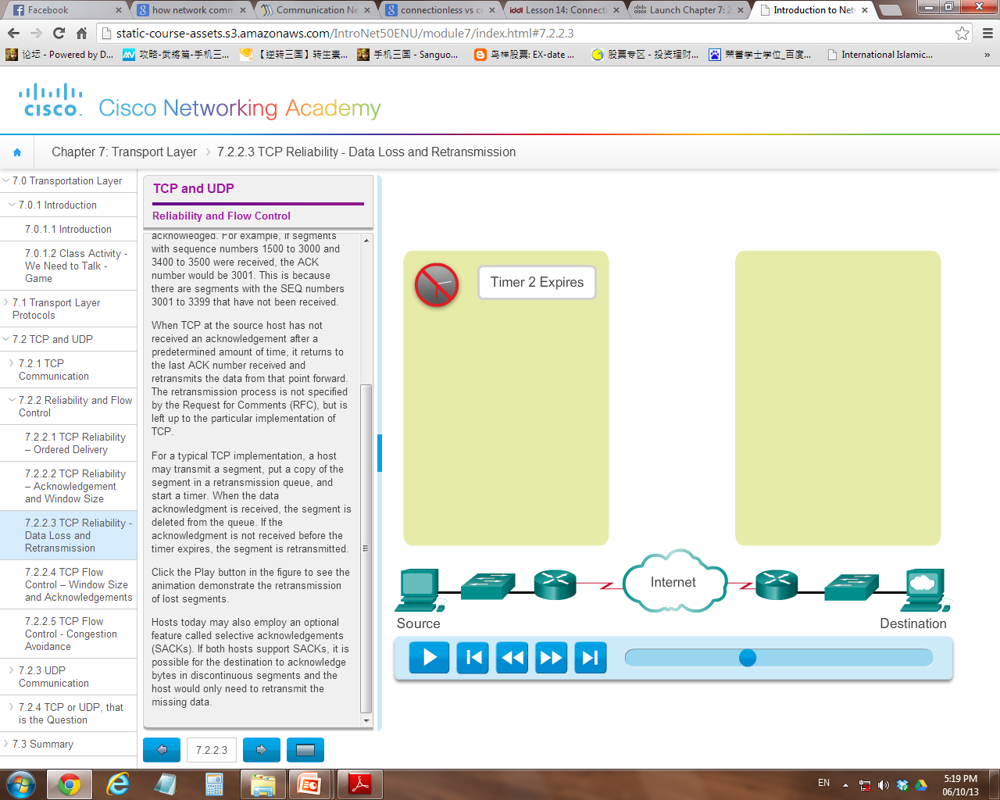 Facebook
how network comm
Communication Ne
connectionless vs c
Lesson 14: Connecti
Launch Chapter 7: 2
Introduction to Net
static-course-assets.s3.amazonaws.com/IntroNet50ENU/module7/index.html#7.2.2.3
论坛 - Powered by D...
攻略-武將篇-手机三...
【逆转三国】转生素...
手机三国 - Sanguo...
鸟样股票: EX-date ...
股票专区 - 投资理财...
荣誉学士学位_百度...
International Islamic...
»
cisco
Cisco Networking Academy
Chapter 7: Transport Layer
7.2.2.3 TCP Reliability - Data Loss and Retransmission
7.0 Transportation Layer
7.0.1 Introduction
7.0.1.1 Introduction
7.0.1.2 Class Activity -
We Need to Talk -
Game
7.1 Transport Layer
Protocols
7.2 TCP and UDP
7.2.1 TCP
Communication
7.2.2 Reliability and Flow
Control
7.2.2.1 TCP Reliability
– Ordered Delivery
7.2.2.2 TCP Reliability
– Acknowledgement
and Window Size
7.2.2.3 TCP Reliability -
Data Loss and
Retransmission
7.2.2.4 TCP Flow
Control – Window Size
and Acknowledgements
7.2.2.5 TCP Flow
Control - Congestion
Avoidance
7.2.3 UDP
Communication
7.2.4 TCP or UDP, that
is the Question
7.3 Summary
TCP and UDP
Reliability and Flow Control
acknowledged. For example, if segments
with sequence numbers 1500 to 3000 and
3400 to 3500 were received, the ACK
number would be 3001. This is because
there are segments with the SEQ numbers
3001 to 3399 that have not been received.
When TCP at the source host has not
received an acknowledgement after a
predetermined amount of time, it returns to
the last ACK number received and
retransmits the data from that point forward.
The retransmission process is not specified
by the Request for Comments (RFC), but is
left up to the particular implementation of
TCP.
For a typical TCP implementation, a host
may transmit a segment, put a copy of the
segment in a retransmission queue, and
start a timer. When the data
acknowledgment is received, the segment is
deleted from the queue. If the
acknowledgment is not received before the
timer expires, the segment is retransmitted.
Click the Play button in the figure to see the
animation demonstrate the retransmission
of lost segments.
Hosts today may also employ an optional
feature called selective acknowledgements
(SACKs). If both hosts support SACKs, it is
possible for the destination to acknowledge
bytes in discontinuous segments and the
host would only need to retransmit the
missing data.
7.2.2.3
Timer 2 Expires
Internet
Source
Destination
EN
5:19 PM
06/10/13